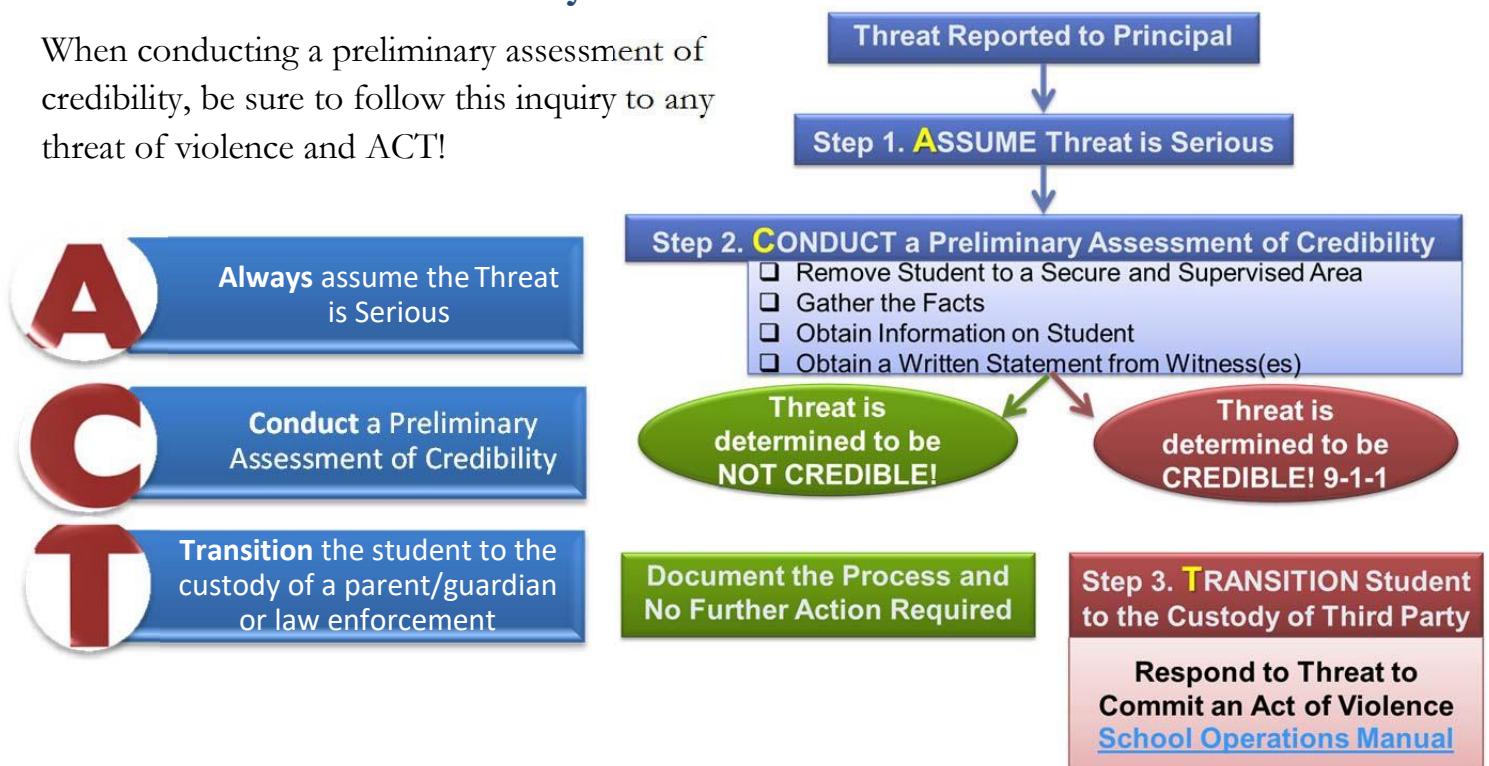 When conducting a preliminary assessment of
credibility, be sure to follow this inquiry to any
threat of violence and ACT!
A
Always assume the Threat
is Serious
C
Conduct a Preliminary
Assessment of Credibility
T
Transition the student to the
custody of a parent/guardian
or law enforcement
Threat Reported to Principal
Step 1. ASSUME Threat is Serious
Step 2. CONDUCT a Preliminary Assessment of Credibility
❑ Remove Student to a Secure and Supervised Area
❑ Gather the Facts
❑ Obtain Information on Student
❑ Obtain a Written Statement from Witness(es)
Threat is
determined to be
NOT CREDIBLE!
Threat is
determined to be
CREDIBLE! 9-1-1
Document the Process and
No Further Action Required
Step 3. TRANSITION Student
to the Custody of Third Party
Respond to Threat to
Commit an Act of Violence
School Operations Manual